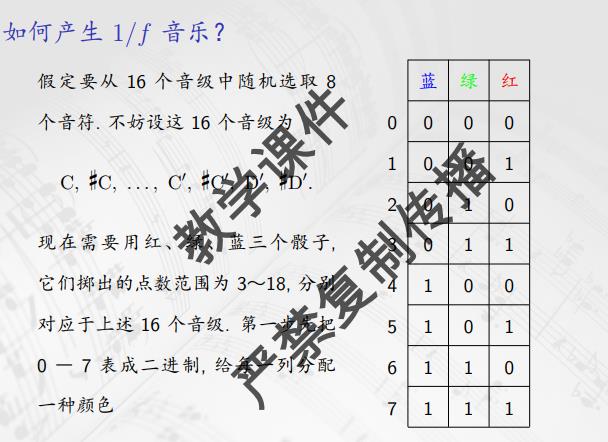 如何产生 1/f 音乐?
假定要从 16 个音级中随机选取 8
个音符. 不妨设这 16 个音级为
C, ♯C, …, C′, ♯C′, D′, ♯D′.
现在需要用红、绿、蓝三个骰子,
它们掷出的点数范围为 3～18, 分别
对应于上述 16 个音级. 第一步先把
0 － 7 表成二进制, 给每一列分配
一种颜色
蓝 绿 红
0 0 0 0
1 0 0 1
2 0 1 0
3 0 1 1
4 1 0 0
5 1 0 1
6 1 1 0
7 1 1 1
教学课件
严禁复制传播